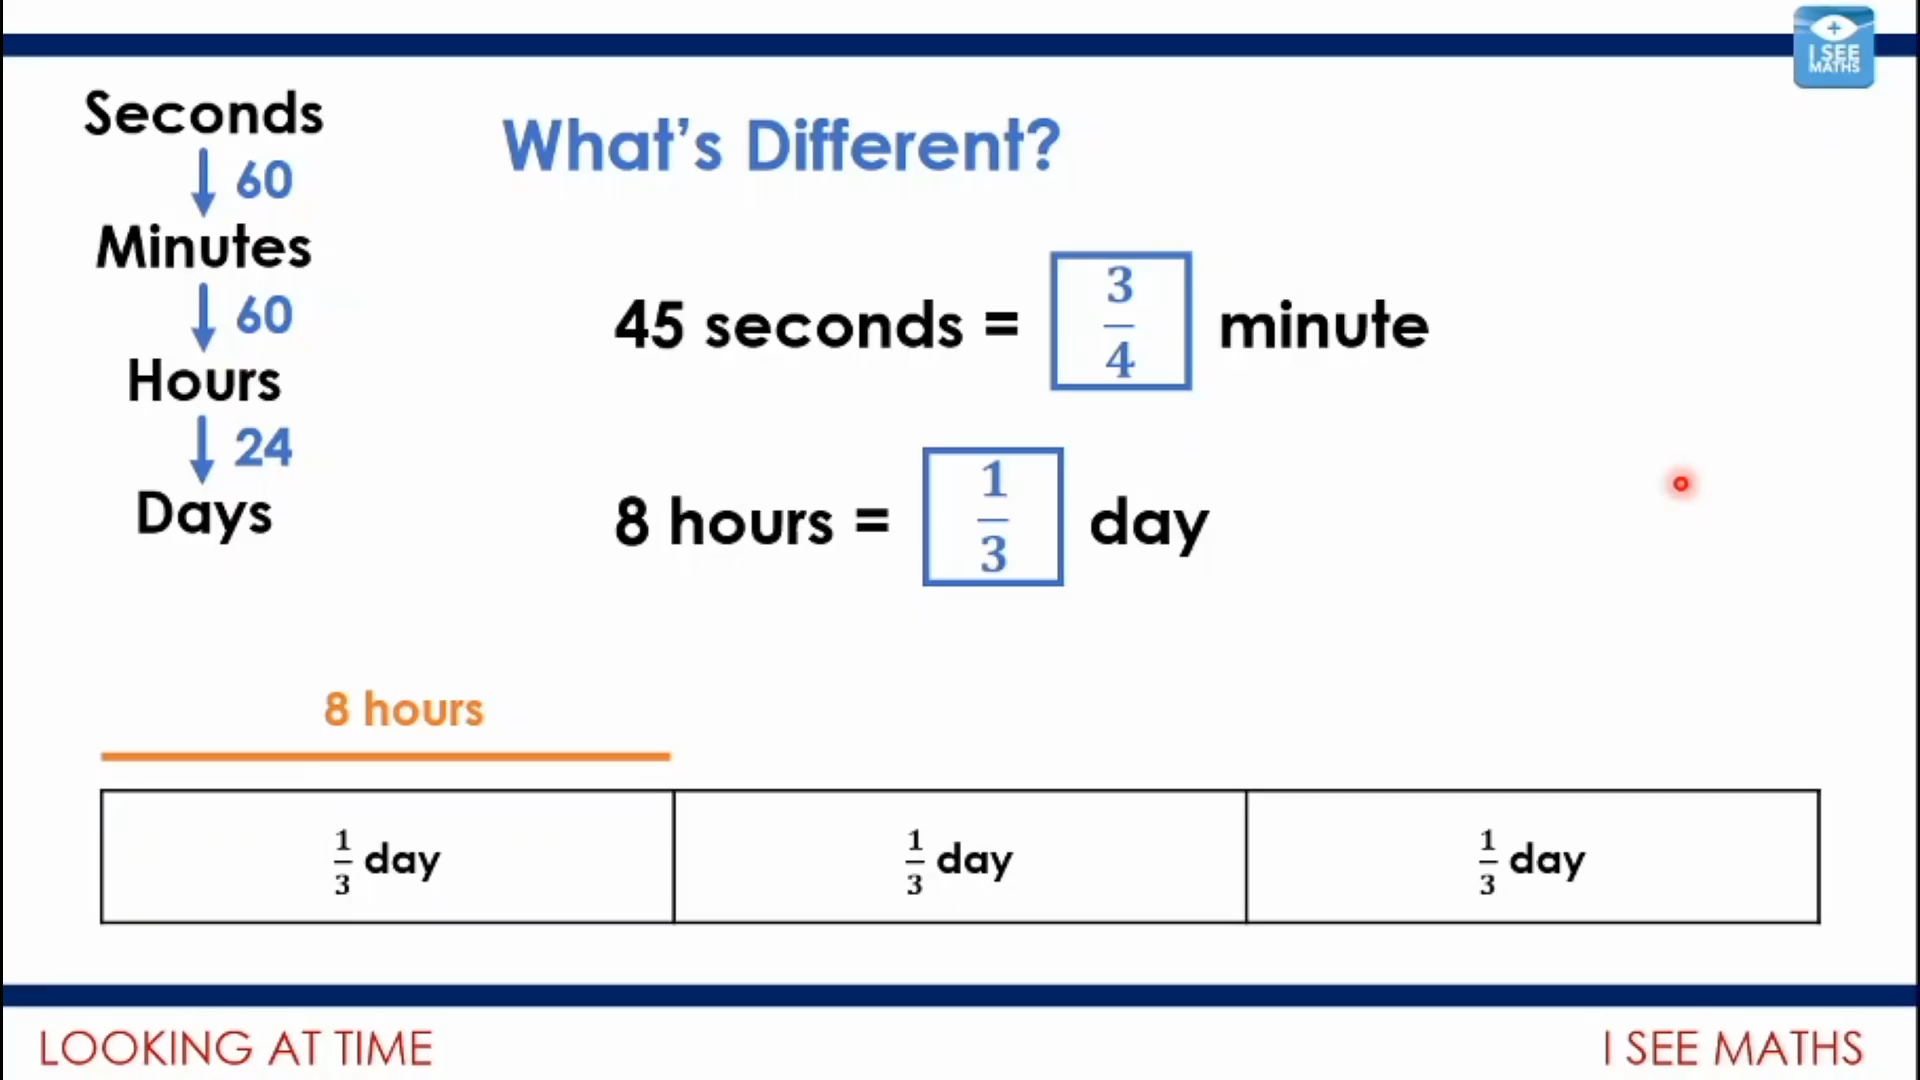 +
I SEE
MATHS
Seconds
60
Minutes
60
Hours
24
Days
What's Different?
45 seconds = 3/4 minute
8 hours = 1/3 day
8 hours
1/3 day 1/3 day 1/3 day
LOOKING AT TIME
I SEE MATHS